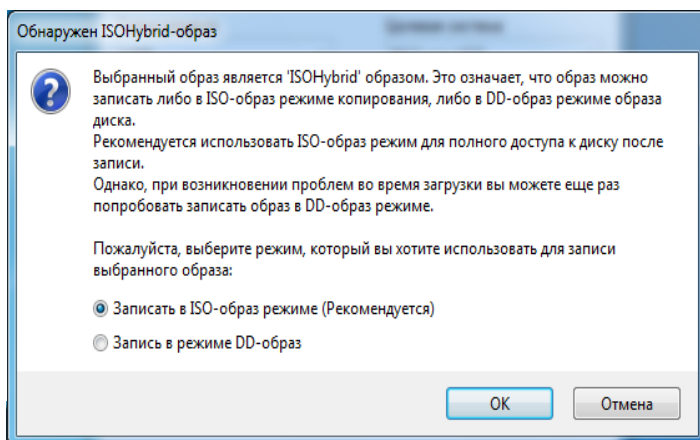 Обнаружен ISOHybrid-образ
Выбранный образ является 'ISOHybrid' образом. Это означает, что образ можно
записать либо в ISO-образ режиме копирования, либо в DD-образ режиме образа
диска.
Рекомендуется использовать ISO-образ режим для полного доступа к диску после
записи.
Однако, при возникновении проблем во время загрузки вы можете еще раз
попробовать записать образ в DD-образ режиме.
Пожалуйста, выберите режим, который вы хотите использовать для записи
выбранного образа:
Записать в ISO-образ режиме (Рекомендуется)
Запись в режиме DD-образ
OK
Отмена